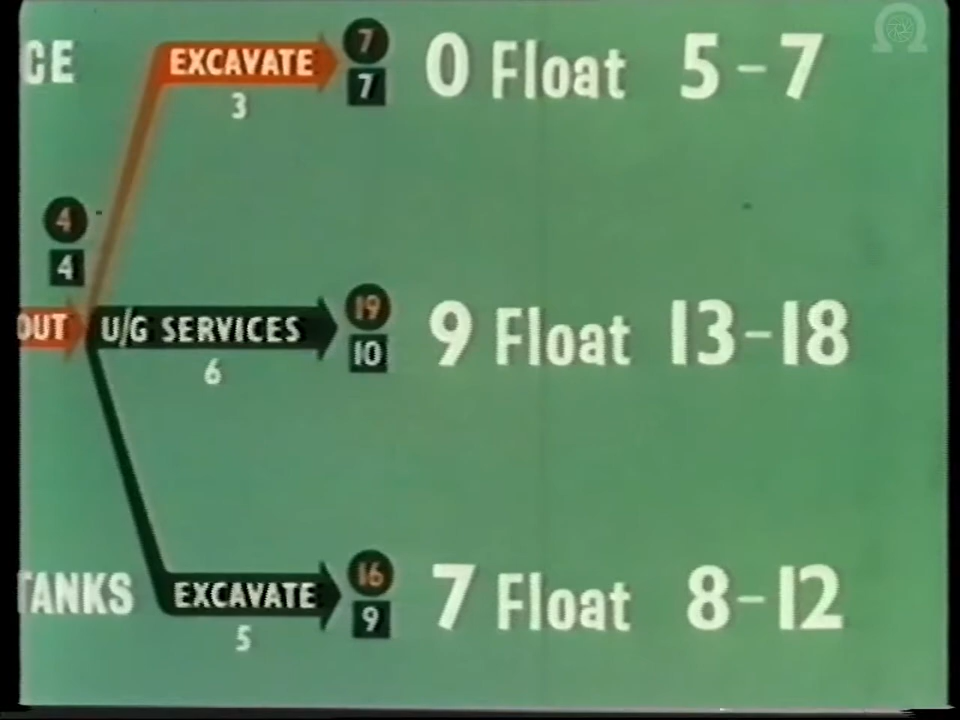 CE
EXCAVATE
3
7
7
0 Float 5-7
4
4
OUT
U/G SERVICES
6
19
10
9 Float 13-18
TANKS
EXCAVATE
5
16
9
7 Float 8-12